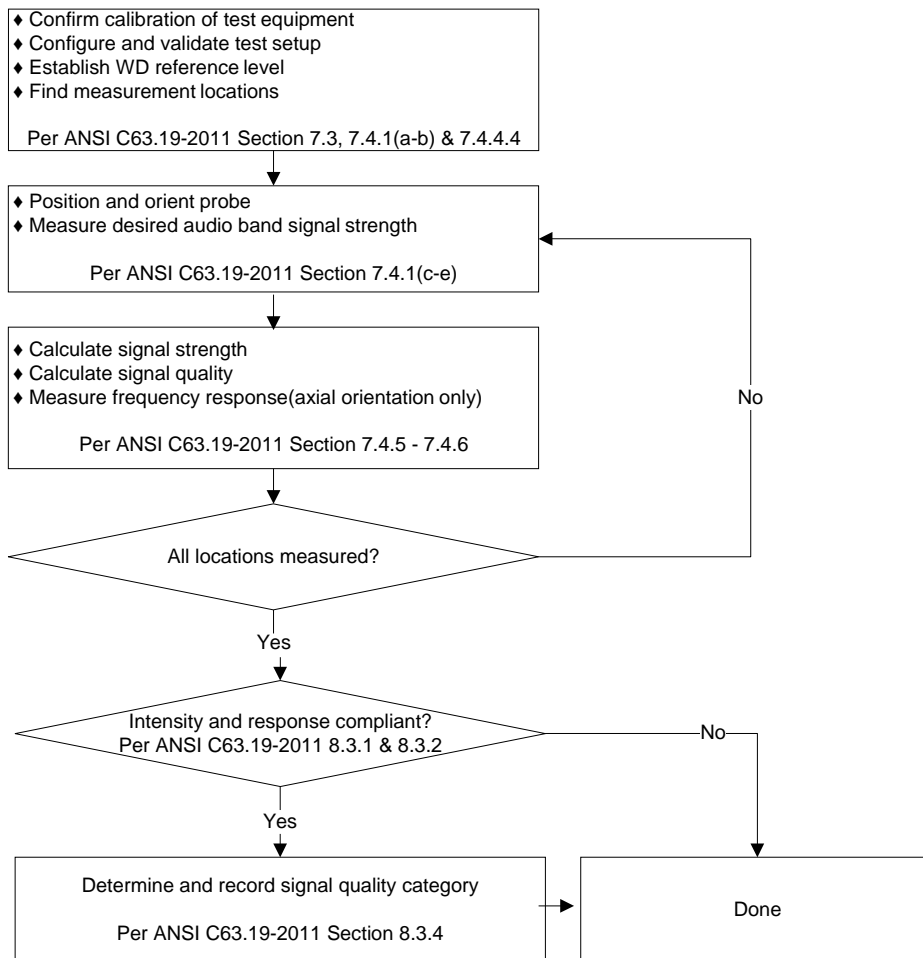 ♦ Confirm calibration of test equipment
♦ Configure and validate test setup
♦ Establish WD reference level
♦ Find measurement locations
Per ANSI C63.19-2011 Section 7.3, 7.4.1(a-b) & 7.4.4.4
♦ Position and orient probe
♦ Measure desired audio band signal strength
Per ANSI C63.19-2011 Section 7.4.1(c-e)
♦ Calculate signal strength
♦ Calculate signal quality
♦ Measure frequency response(axial orientation only)
Per ANSI C63.19-2011 Section 7.4.5 - 7.4.6
No
All locations measured?
Yes
Intensity and response compliant?
Per ANSI C63.19-2011 8.3.1 & 8.3.2
No
Yes
Determine and record signal quality category
Per ANSI C63.19-2011 Section 8.3.4
Done